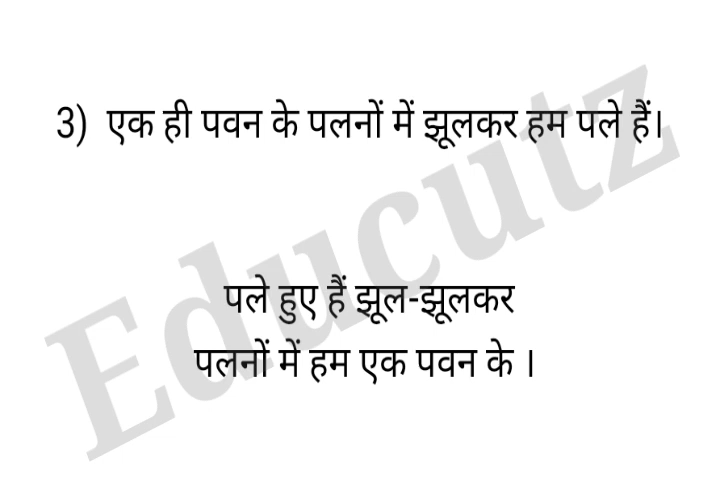 3) एक ही पवन के पलनों में झूलकर हम पले हैं।
पले हुए हैं झूल-झूलकर
पलनों में हम एक पवन के ।
Educutz